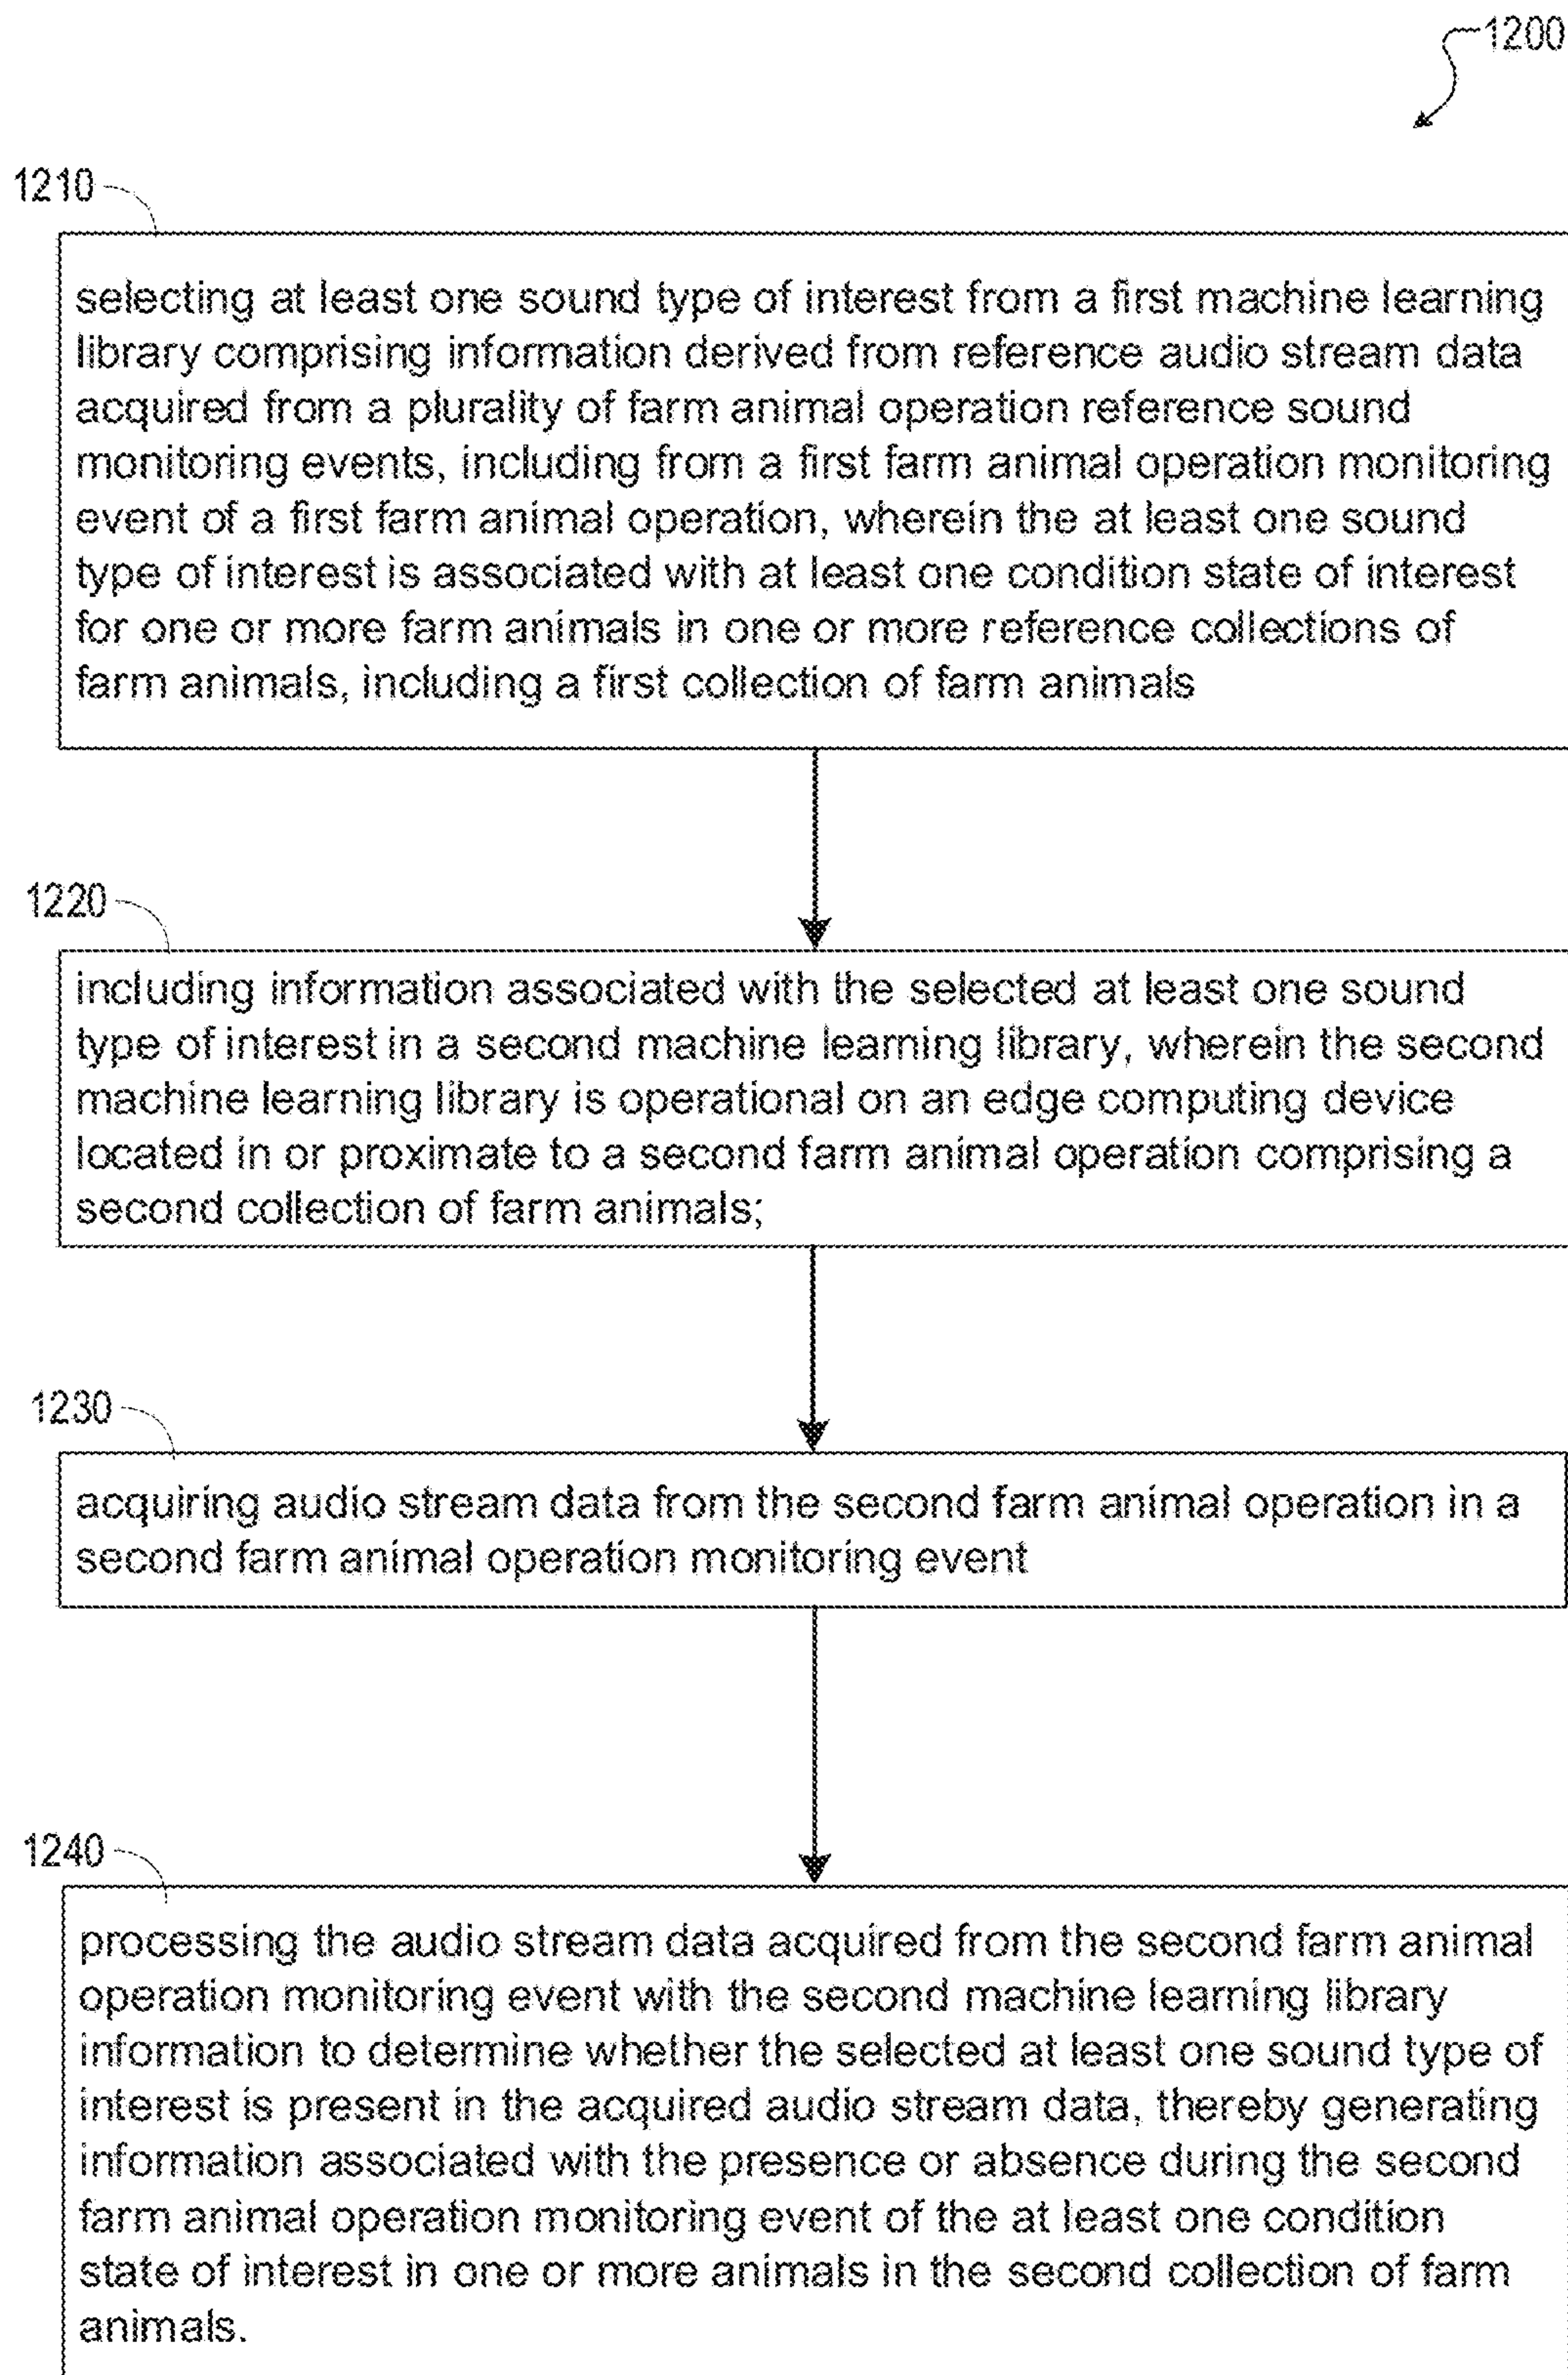 1200
1210
selecting at least one sound type of interest from a first machine learning
library comprising information derived from reference audio stream data
acquired from a plurality of farm animal operation reference sound
monitoring events, including from a first farm animal operation monitoring
event of a first farm animal operation, wherein the at least one sound
type of interest is associated with at least one condition state of interest
for one or more farm animals in one or more reference collections of
farm animals, including a first collection of farm animals
1220
including information associated with the selected at least one sound
type of interest in a second machine learning library, wherein the second
machine learning library is operational on an edge computing device
located in or proximate to a second farm animal operation comprising a
second collection of farm animals;
1230
acquiring audio stream data from the second farm animal operation in a
second farm animal operation monitoring event
1240
processing the audio stream data acquired from the second farm animal
operation monitoring event with the second machine learning library
information to determine whether the selected at least one sound type of
interest is present in the acquired audio stream data, thereby generating
information associated with the presence or absence during the second
farm animal operation monitoring event of the at least one condition
state of interest in one or more animals in the second collection of farm
animals.